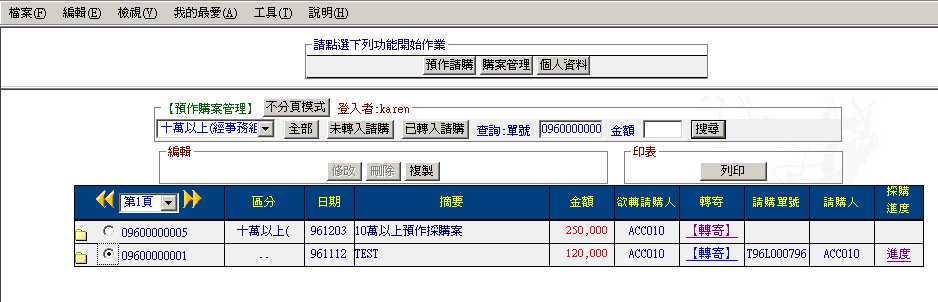 檔案(F) 編輯(E) 檢視(V) 我的最愛(A) 工具(T) 說明(H)
請點選下列功能開始作業
預作請購 購案管理 個人資料
【預作購案管理】 不分頁模式 登入者:karen
十萬以上(經事務組 全部 未轉入請購 已轉入請購 查詢:單號 0960000000 金額 搜尋
編輯 印表
修改 刪除 複製 列印
第1頁 區分 日期 摘要 金額 欲轉請購人 轉寄 請購單號 請購人 採購進度
09600000005 十萬以上( 961203 10萬以上預作採購案 250,000 ACC010 【轉寄】
09600000001 .. 961112 TEST 120,000 ACC010 【轉寄】 T96L000796 ACC010 進度